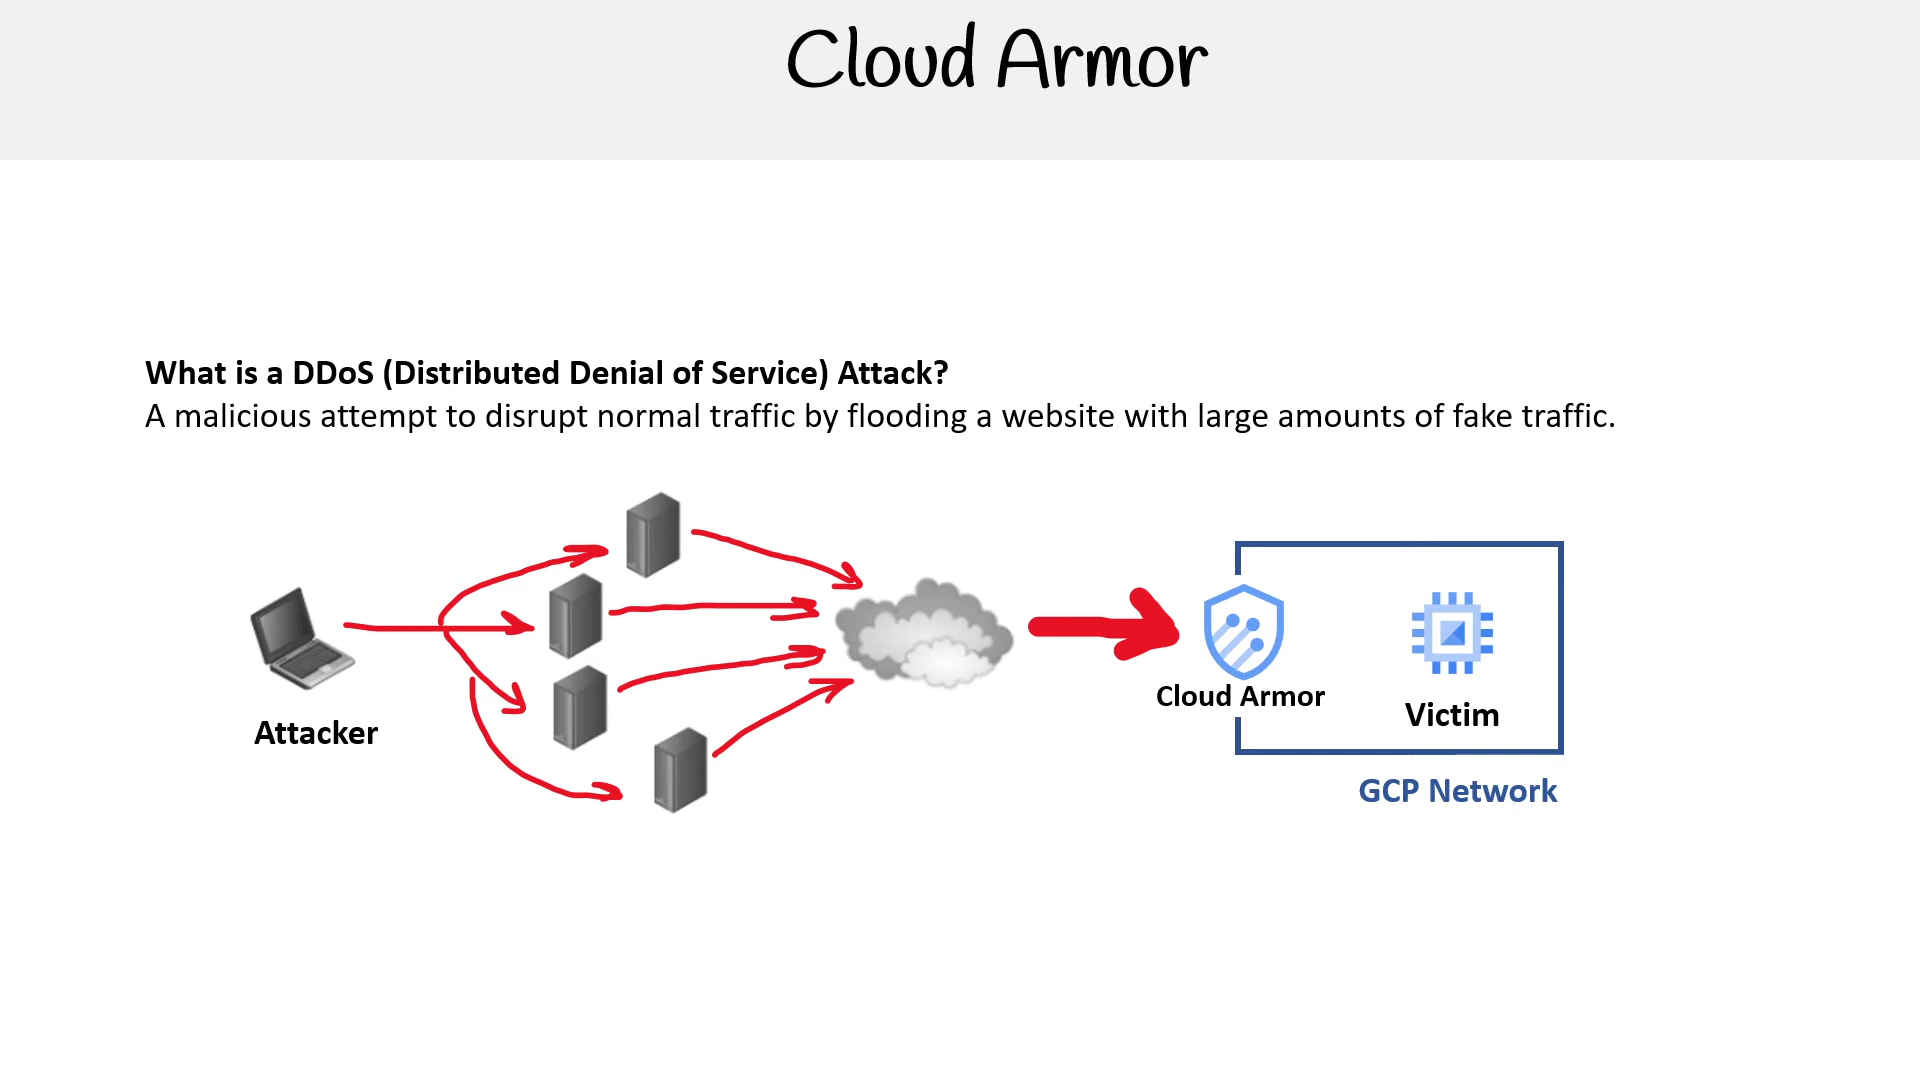 Cloud Armor
What is a DDoS (Distributed Denial of Service) Attack?
A malicious attempt to disrupt normal traffic by flooding a website with large amounts of fake traffic.
Attacker
Cloud Armor
Victim
GCP Network